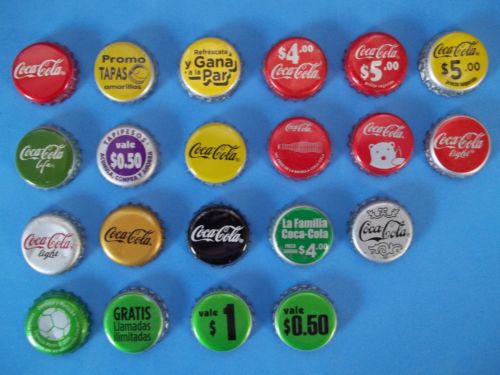 Coca-Cola
Promo
TAPAS
amarillas
Refréscate
y Gana
a la
Par
$4.00
Coca-Cola
Coca-Cola
$5.00
Coca-Cola
$5.00
Coca-Cola
life
TAPIPESOS
vale
$0.50
Coca-Cola
Coca-Cola
Coca-Cola
Coca-Cola
light
Coca-Cola
light
Coca-Cola
Coca-Cola
La Familia
Coca-Cola
$4.00
Coca-Cola
GRATIS
Llamadas
ilimitadas
vale
$1
vale
$0.50